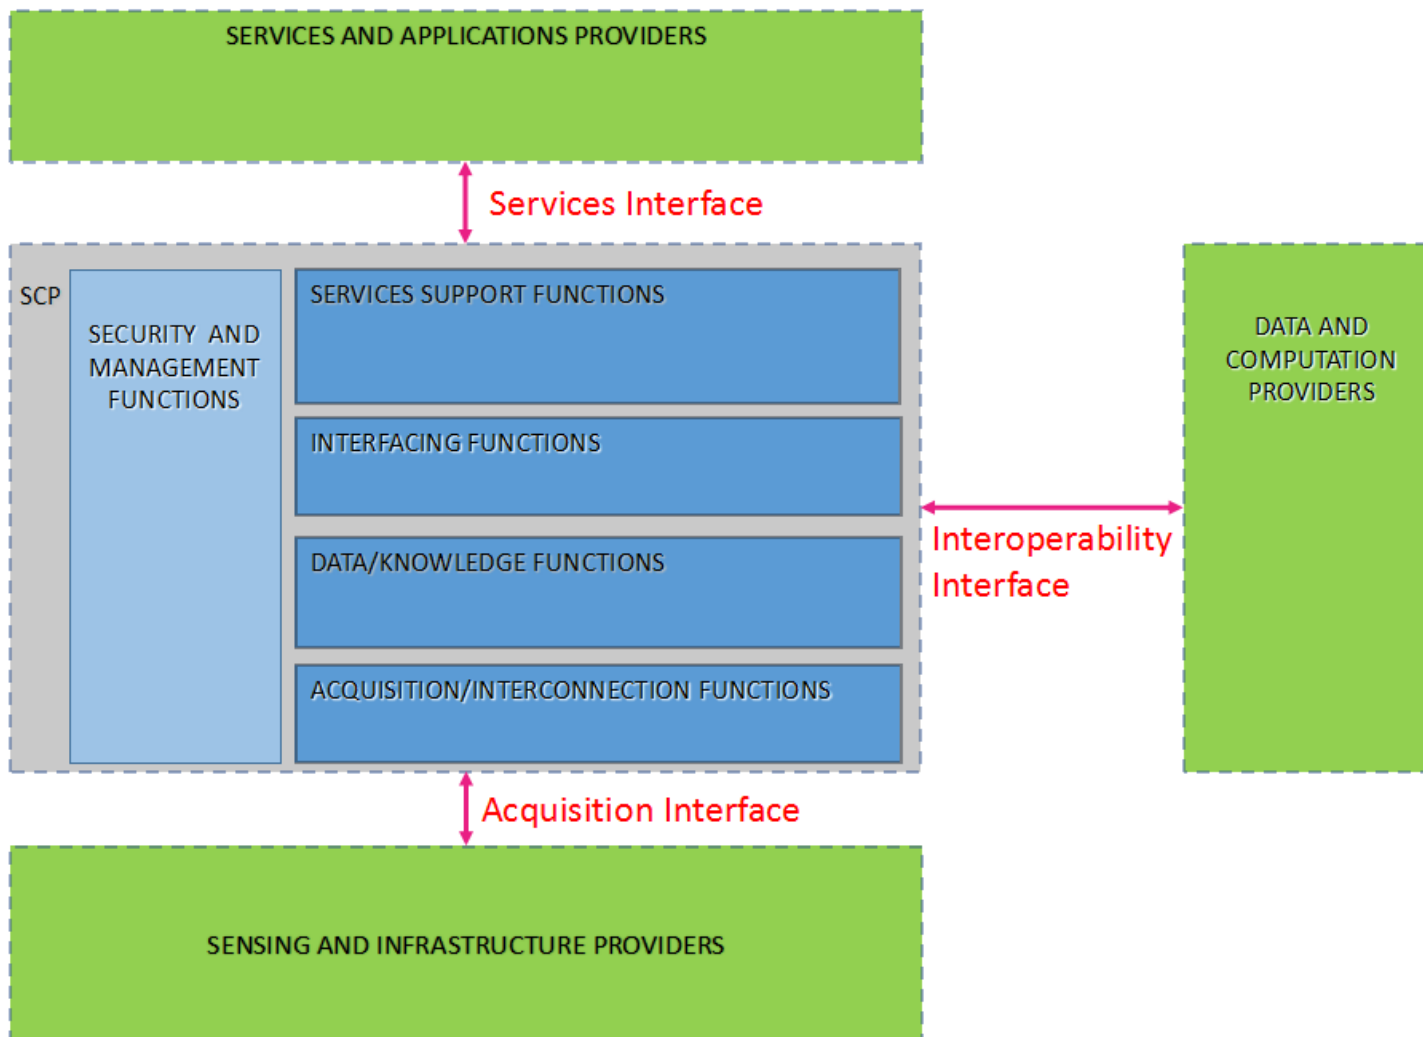 SERVICES AND APPLICATIONS PROVIDERS
Services Interface
SCP
SECURITY AND
MANAGEMENT
FUNCTIONS
SERVICES SUPPORT FUNCTIONS
INTERFACING FUNCTIONS
DATA/KNOWLEDGE FUNCTIONS
ACQUISITION/INTERCONNECTION FUNCTIONS
Interoperability
Interface
DATA AND
COMPUTATION
PROVIDERS
Acquisition Interface
SENSING AND INFRASTRUCTURE PROVIDERS